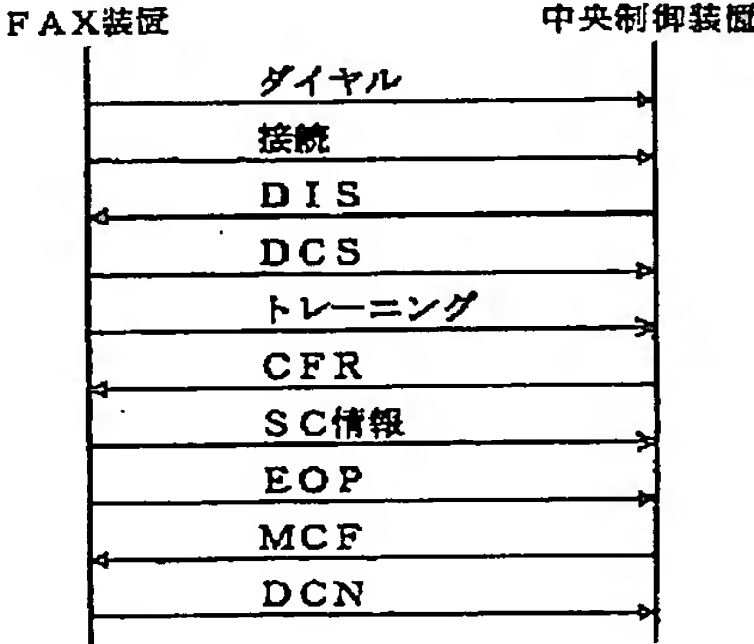 FAX装置
中央制御装置
ダイヤル
接続
DIS
DCS
トレーニング
CFR
SC情報
EOP
MCF
DCN